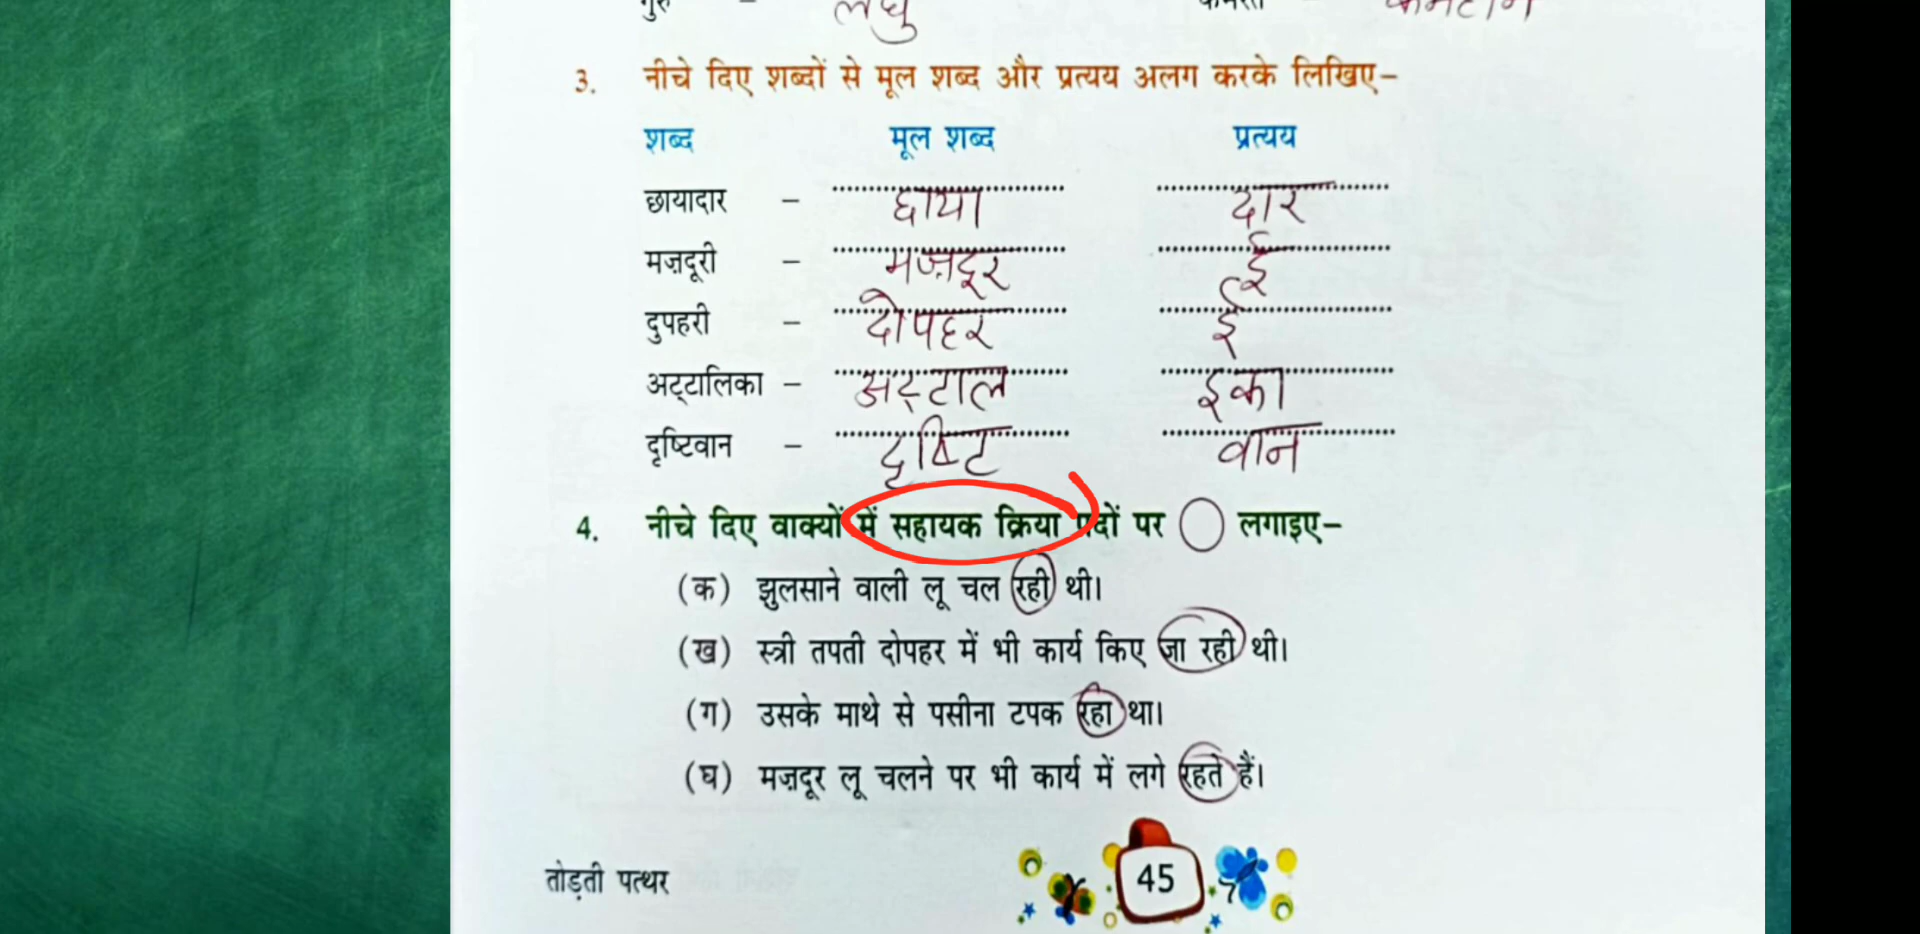 गुरु - लघु
3. नीचे दिए शब्दों से मूल शब्द और प्रत्यय अलग करके लिखिए–
शब्द मूल शब्द प्रत्यय
छायादार – छाया दार
मज़दूरी – मज़दूर ई
दुपहरी – दोपहर ई
अट्टालिका – अट्टाल इका
दृष्टिवान – दृष्टि वान
4. नीचे दिए वाक्यों में सहायक क्रिया पदों पर लगाइए–
(क) झुलसाने वाली लू चल रही थी।
(ख) स्त्री तपती दोपहर में भी कार्य किए जा रही थी।
(ग) उसके माथे से पसीना टपक रहा था।
(घ) मज़दूर लू चलने पर भी कार्य में लगे रहते हैं।
तोड़ती पत्थर 45